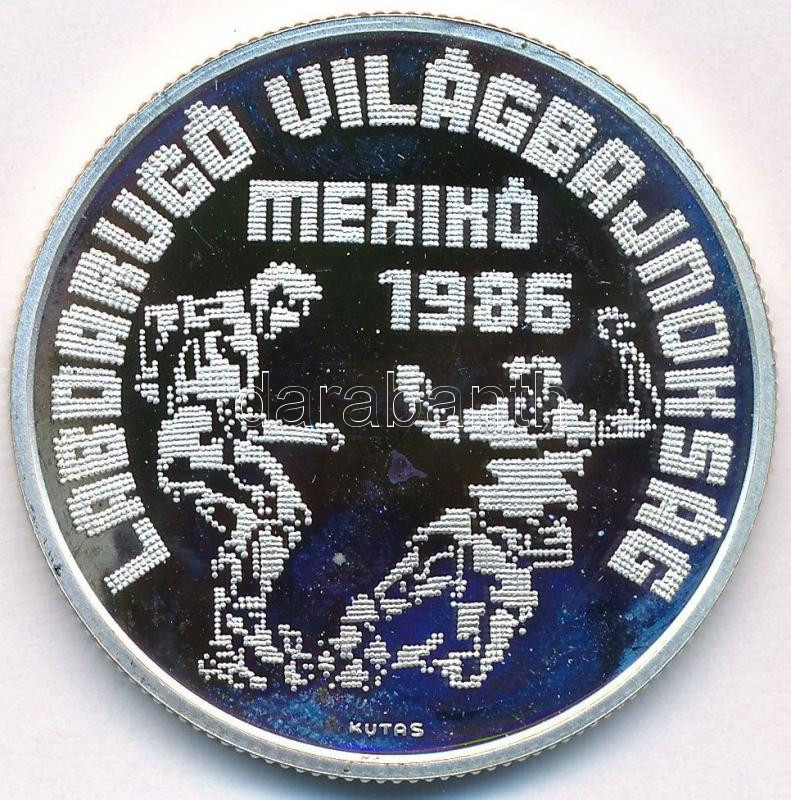 LABDARUGÓ VILÁGBAJNOKSÁG
MEXIKÓ
1986
darabanth
KUTAS